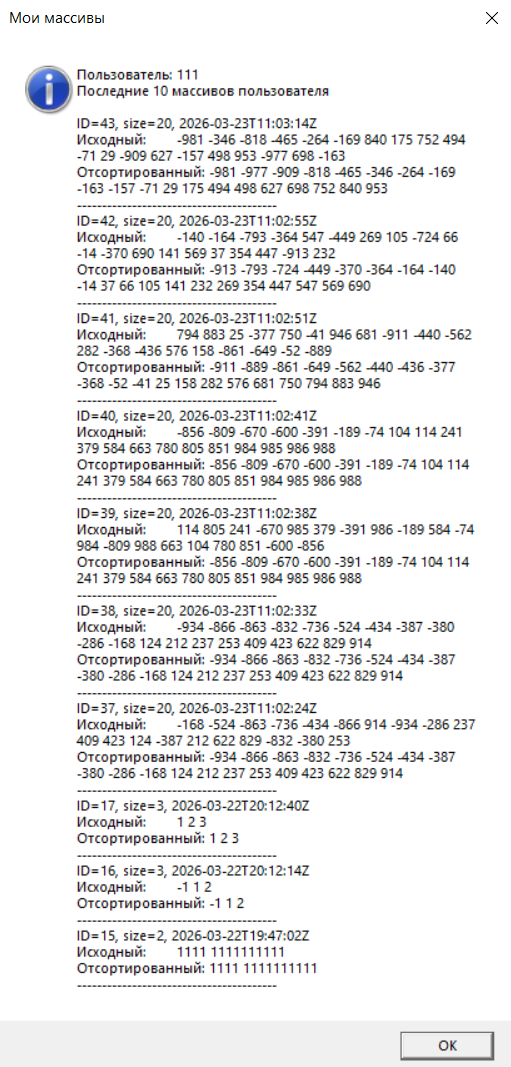 Мои массивы
Пользователь: 111
Последние 10 массивов пользователя
ID=43, size=20, 2026-03-23T11:03:14Z
Исходный: -981 -346 -818 -465 -264 -169 840 175 752 494
-71 29 -909 627 -157 498 953 -977 698 -163
Отсортированный: -981 -977 -909 -818 -465 -346 -264 -169
-163 -157 -71 29 175 494 498 627 698 752 840 953
----------------------------------------
ID=42, size=20, 2026-03-23T11:02:55Z
Исходный: -140 -164 -793 -364 547 -449 269 105 -724 66
-14 -370 690 141 569 37 354 447 -913 232
Отсортированный: -913 -793 -724 -449 -370 -364 -164 -140
-14 37 66 105 141 232 269 354 447 547 569 690
----------------------------------------
ID=41, size=20, 2026-03-23T11:02:51Z
Исходный: 794 883 25 -377 750 -41 946 681 -911 -440 -562
282 -368 -436 576 158 -861 -649 -52 -889
Отсортированный: -911 -889 -861 -649 -562 -440 -436 -377
-368 -52 -41 25 158 282 576 681 750 794 883 946
----------------------------------------
ID=40, size=20, 2026-03-23T11:02:41Z
Исходный: -856 -809 -670 -600 -391 -189 -74 104 114 241
379 584 663 780 805 851 984 985 986 988
Отсортированный: -856 -809 -670 -600 -391 -189 -74 104 114
241 379 584 663 780 805 851 984 985 986 988
----------------------------------------
ID=39, size=20, 2026-03-23T11:02:38Z
Исходный: 114 805 241 -670 985 379 -391 986 -189 584 -74
984 -809 988 663 104 780 851 -600 -856
Отсортированный: -856 -809 -670 -600 -391 -189 -74 104 114
241 379 584 663 780 805 851 984 985 986 988
----------------------------------------
ID=38, size=20, 2026-03-23T11:02:33Z
Исходный: -934 -866 -863 -832 -736 -524 -434 -387 -380
-286 -168 124 212 237 253 409 423 622 829 914
Отсортированный: -934 -866 -863 -832 -736 -524 -434 -387
-380 -286 -168 124 212 237 253 409 423 622 829 914
----------------------------------------
ID=37, size=20, 2026-03-23T11:02:24Z
Исходный: -168 -524 -863 -736 -434 -866 914 -934 -286 237
409 423 124 -387 212 622 829 -832 -380 253
Отсортированный: -934 -866 -863 -832 -736 -524 -434 -387
-380 -286 -168 124 212 237 253 409 423 622 829 914
----------------------------------------
ID=17, size=3, 2026-03-22T20:12:40Z
Исходный: 1 2 3
Отсортированный: 1 2 3
----------------------------------------
ID=16, size=3, 2026-03-22T20:12:14Z
Исходный: -1 1 2
Отсортированный: -1 1 2
----------------------------------------
ID=15, size=2, 2026-03-22T19:47:02Z
Исходный: 1111 1111111111
Отсортированный: 1111 1111111111
----------------------------------------
OK